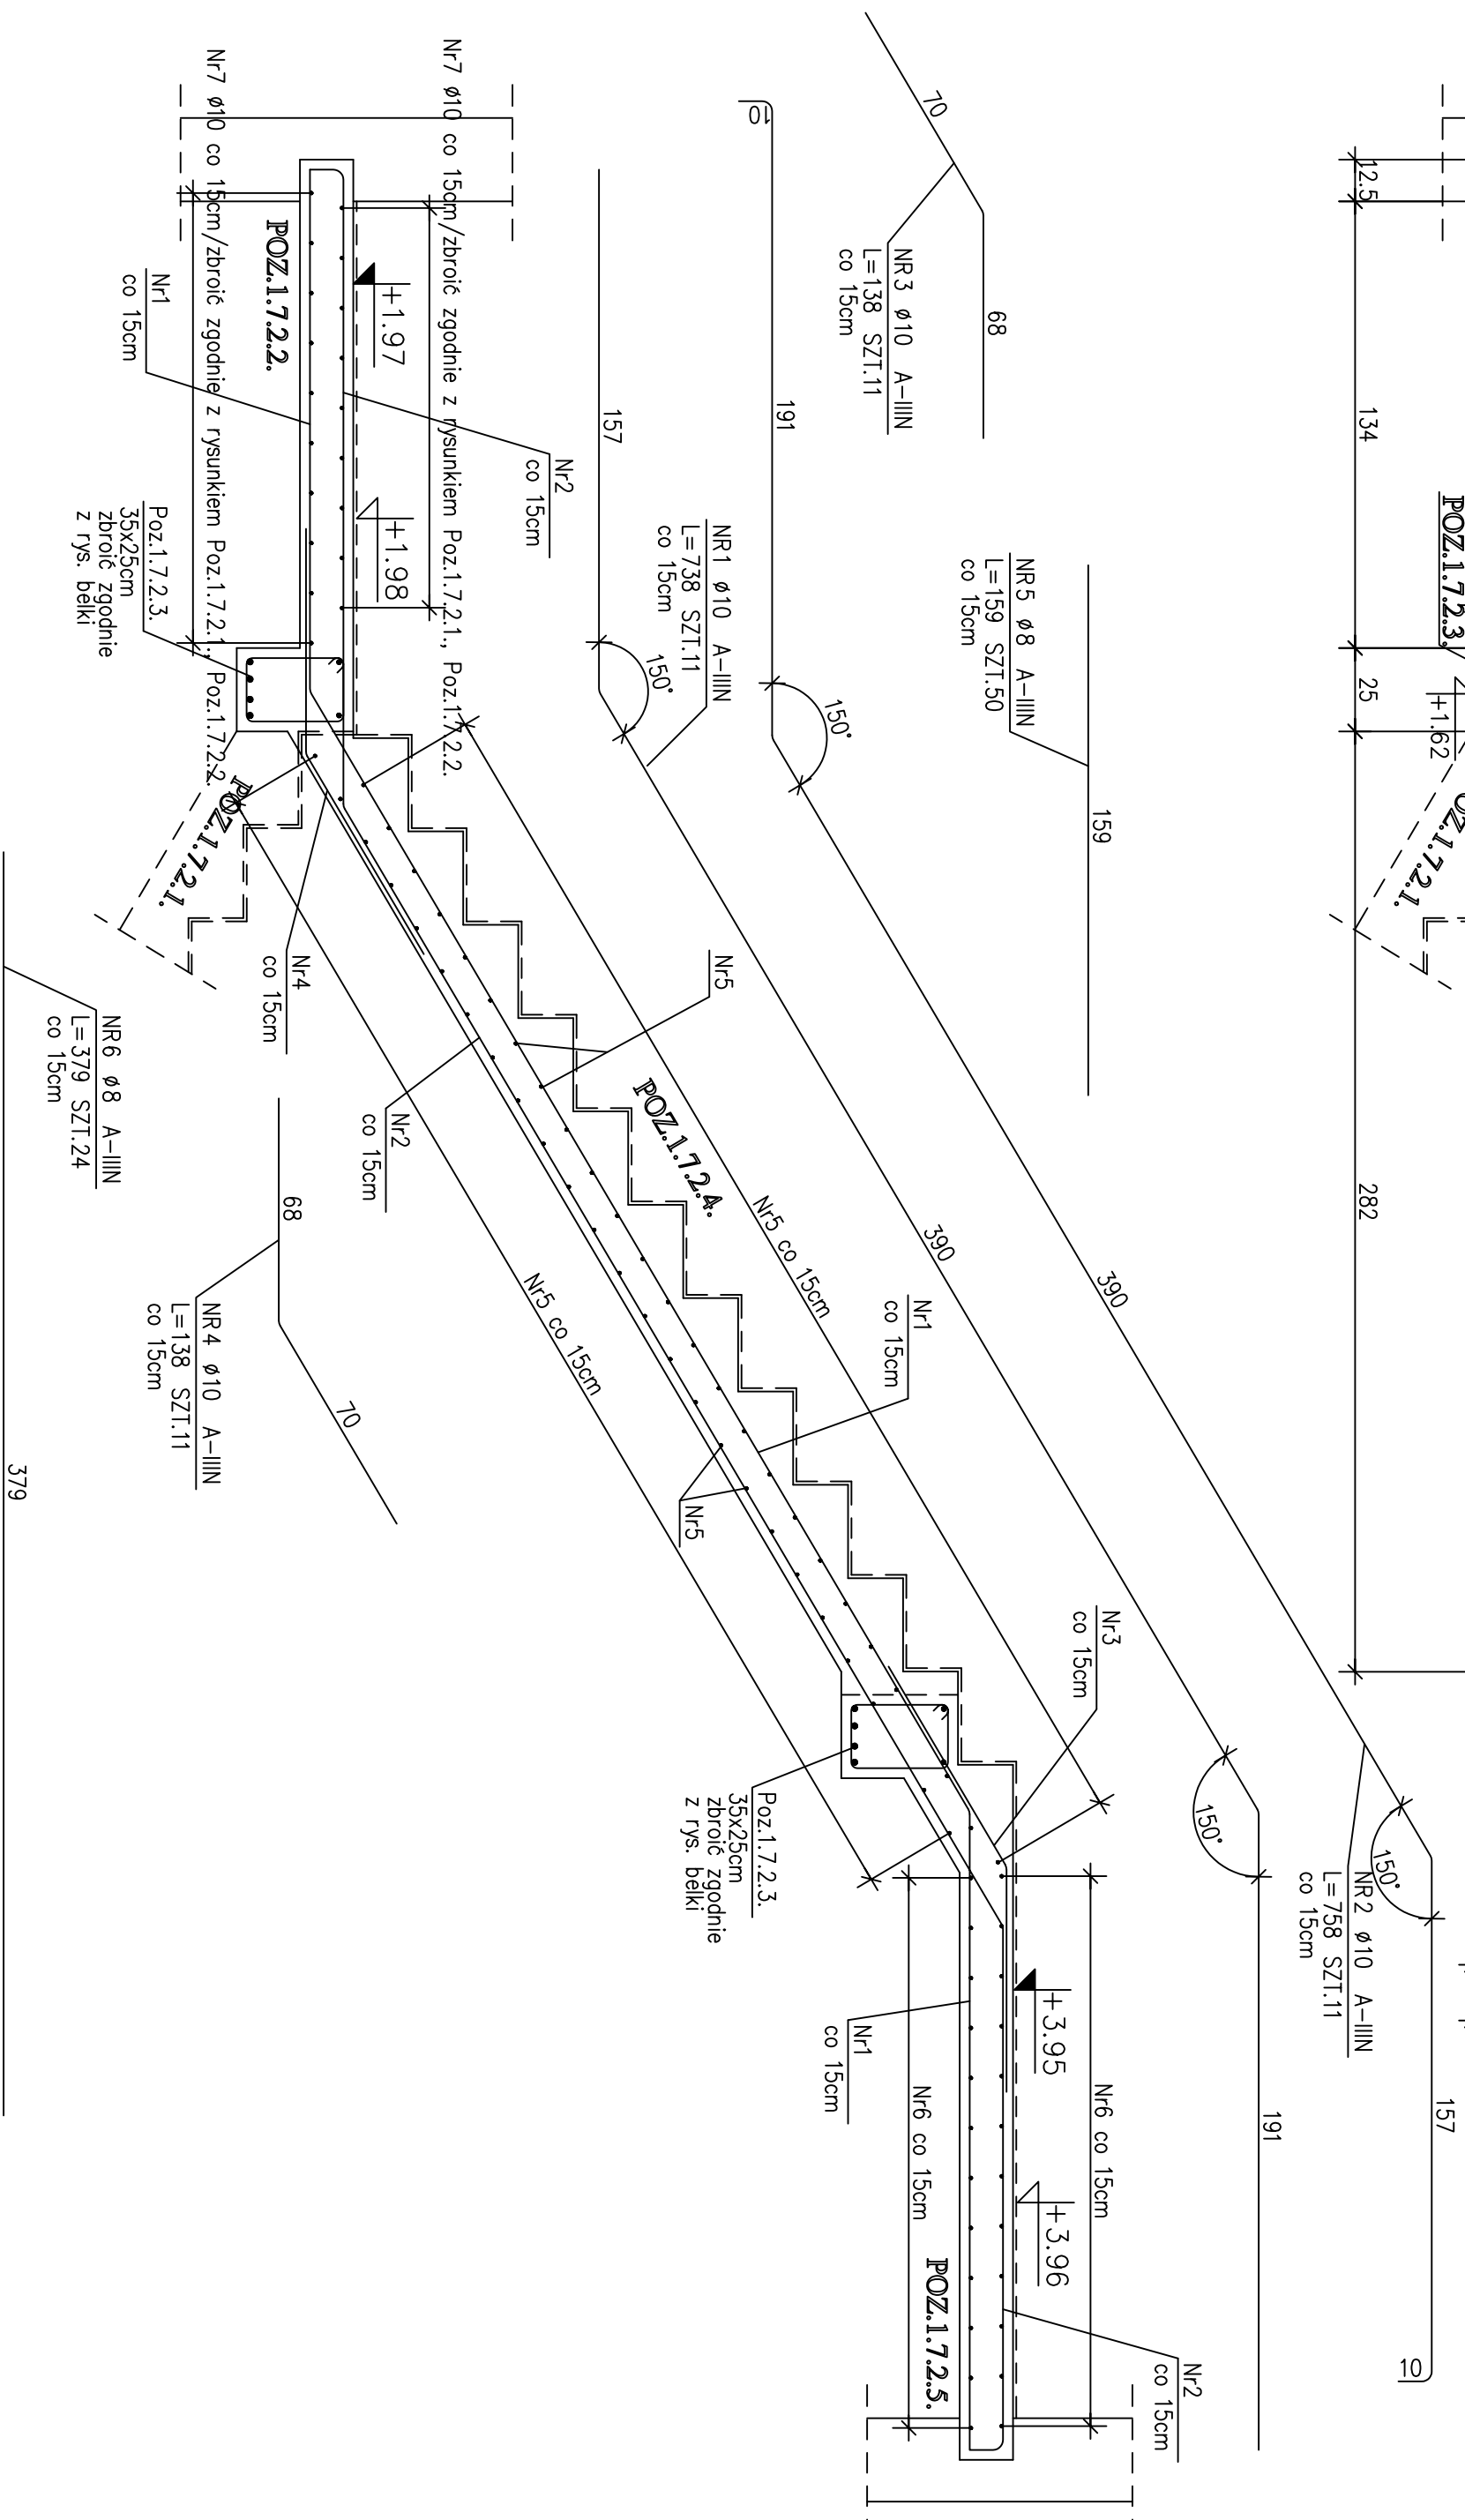 12.5
134
25
282
POZ.1.7.2.3.
+1.62
POZ.1.7.2.1.
70
68
NR3 ø10 A-IIIN
L=138 SZT.11
co 15cm
159
NR5 ø8 A-IIIN
L=159 SZT.50
co 15cm
10
191
150°
390
150°
157
10
NR2 ø10 A-IIIN
L=758 SZT.11
co 15cm
157
150°
390
150°
191
NR1 ø10 A-IIIN
L=738 SZT.11
co 15cm
Nr7 ø10 co 15cm/zbroić zgodnie z rysunkiem Poz.1.7.2.1., Poz.1.7.2.2.
+1.97
+1.98
Nr2
co 15cm
POZ.1.7.2.2.
Nr7 ø10 co 15cm/zbroić zgodnie z rysunkiem Poz.1.7.2.1., Poz.1.7.2.2.
Nr1
co 15cm
Poz.1.7.2.3.
35x25cm
zbroić zgodnie
z rys. belki
POZ.1.7.2.1.
Nr4
co 15cm
Nr2
co 15cm
Nr5
POZ.1.7.2.4.
Nr5 co 15cm
Nr5 co 15cm
Nr1
co 15cm
Nr5
Nr3
co 15cm
Poz.1.7.2.3.
35x25cm
zbroić zgodnie
z rys. belki
+3.95
+3.96
Nr6 co 15cm
Nr1
co 15cm
Nr6 co 15cm
POZ.1.7.2.5.
Nr2
co 15cm
68
70
NR4 ø10 A-IIIN
L=138 SZT.11
co 15cm
NR6 ø8 A-IIIN
L=379 SZT.24
co 15cm
379